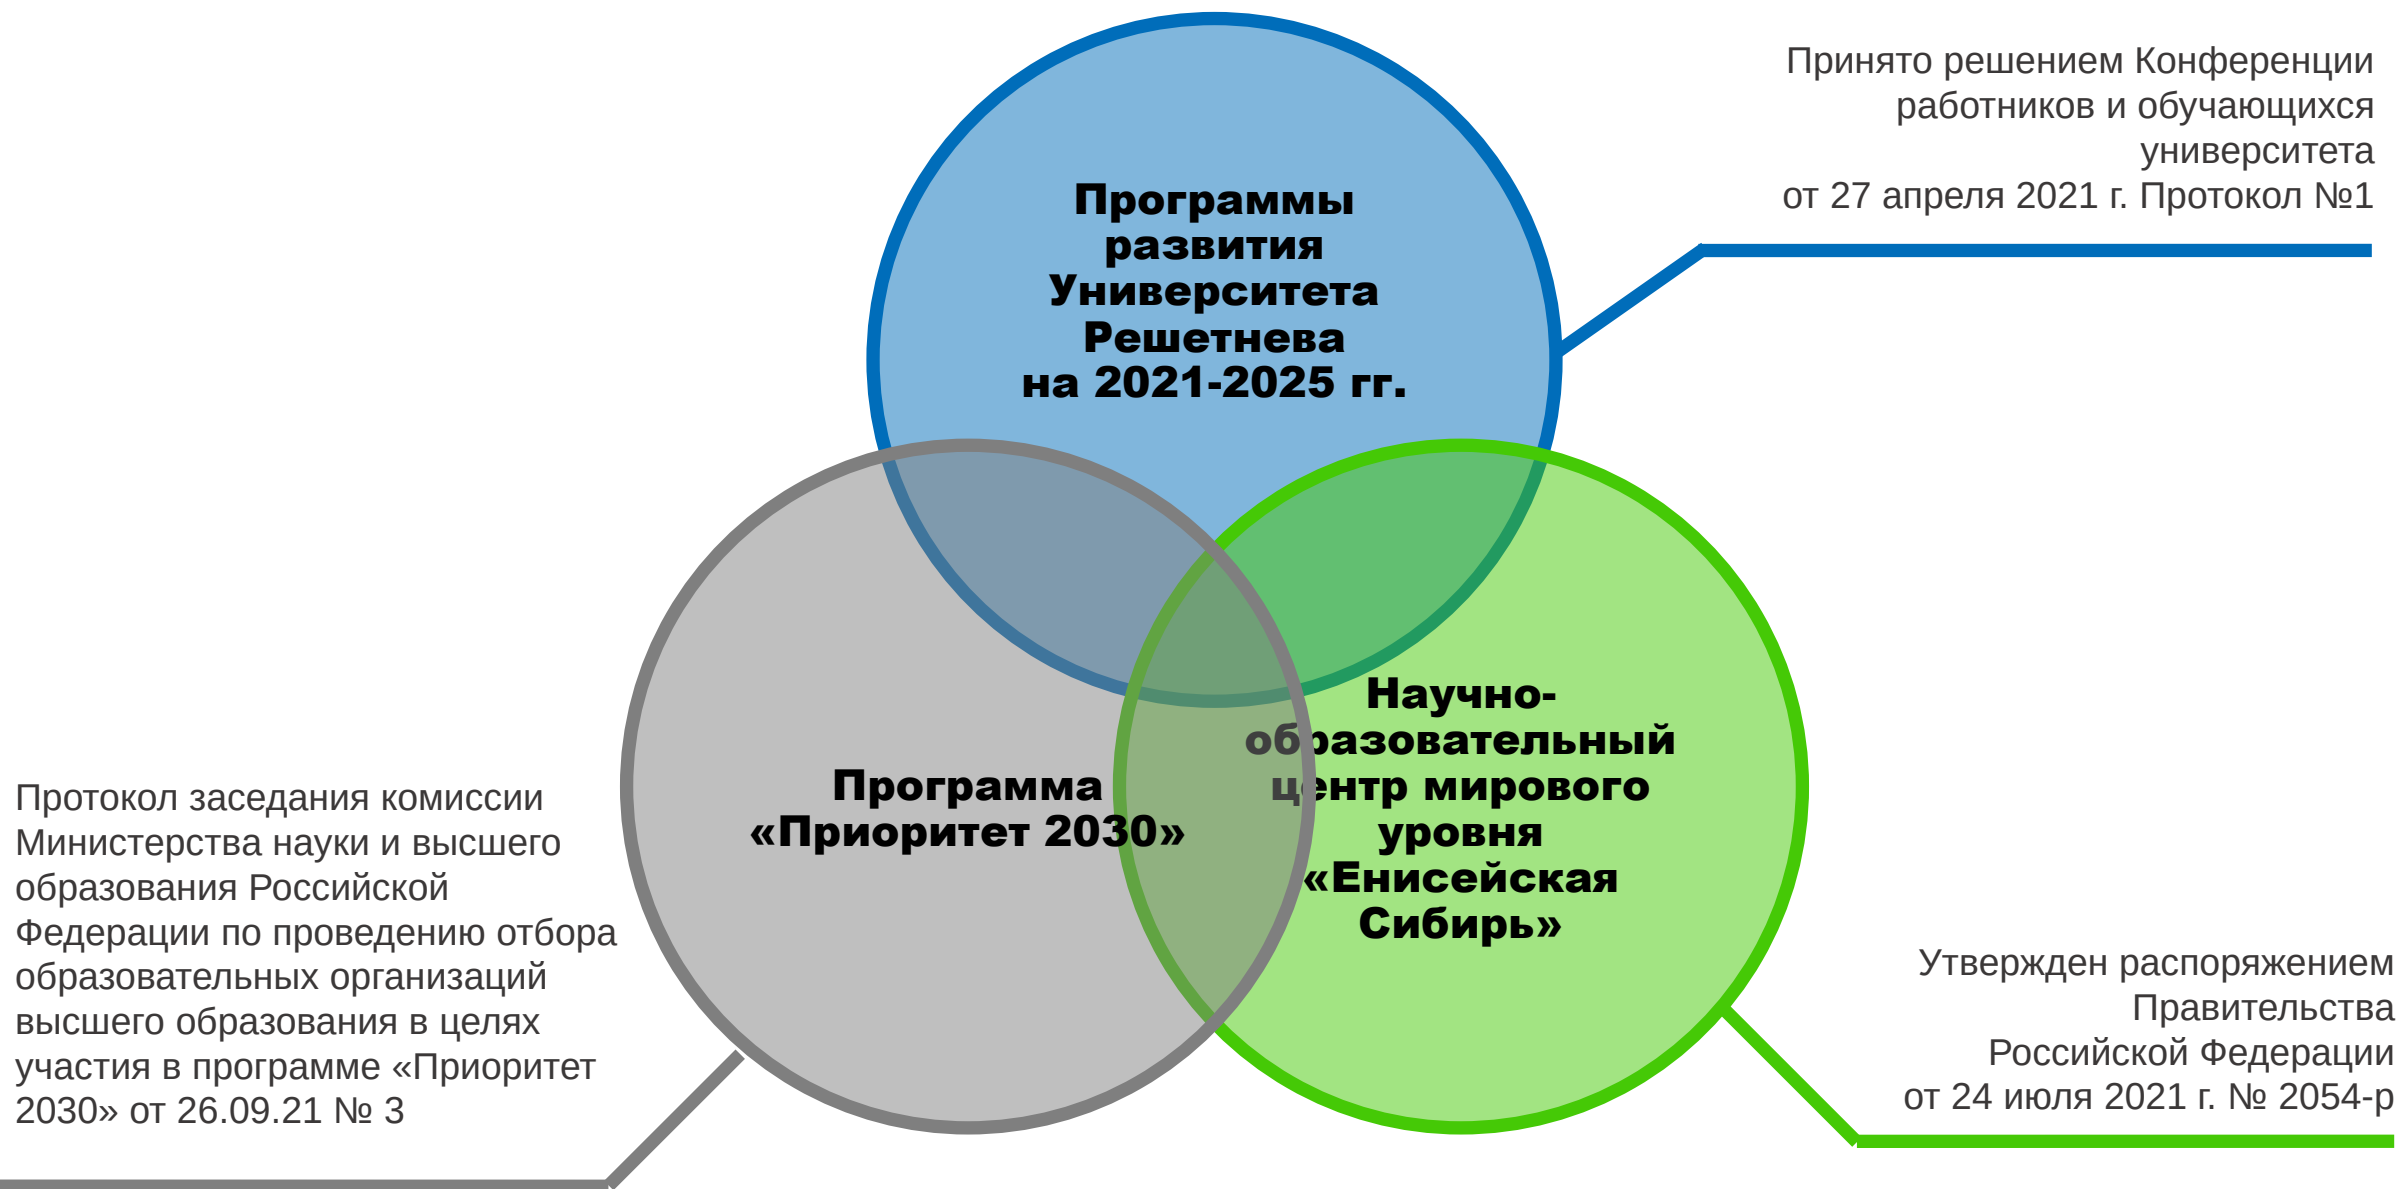 Принято решением Конференции
работников и обучающихся
университета
от 27 апреля 2021 г. Протокол №1
Программы
развития
Университета
Решетнева
на 2021-2025 гг.
Научно-
образовательный
центр мирового
уровня
«Енисейская
Сибирь»
Программа
«Приоритет 2030»
Протокол заседания комиссии
Министерства науки и высшего
образования Российской
Федерации по проведению отбора
образовательных организаций
высшего образования в целях
участия в программе «Приоритет
2030» от 26.09.21 № 3
Утвержден распоряжением
Правительства
Российской Федерации
от 24 июля 2021 г. № 2054-р